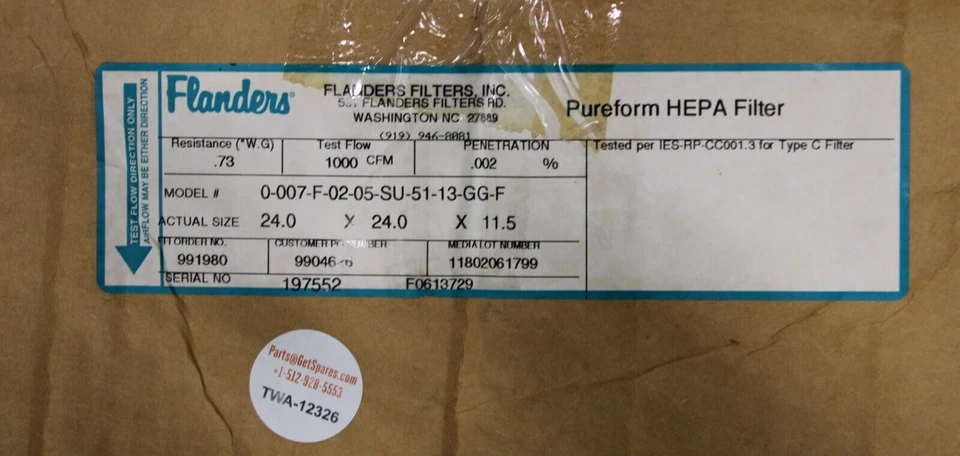 TEST FLOW DIRECTION ONLY
AIRFLOW MAY BE EITHER DIRECTION
Flanders®
FLANDERS FILTERS, INC.
FLANDERS FILTERS RD.
WASHINGTON NC 27889
(919) 946-8081
Pureform HEPA Filter
Resistance ("W.G) Test Flow PENETRATION
.73 1000 CFM .002 %
Tested per IES-RP-CC001.3 for Type C Filter
MODEL # 0-007-F-02-05-SU-51-13-GG-F
ACTUAL SIZE 24.0 X 24.0 X 11.5
ORDER NO. CUSTOMER MEDIA LOT NUMBER
991980 11802061799
SERIAL NO 197552 F0613729
Parts@GetSpares.com
+1-512-928-5553
TWA-12326